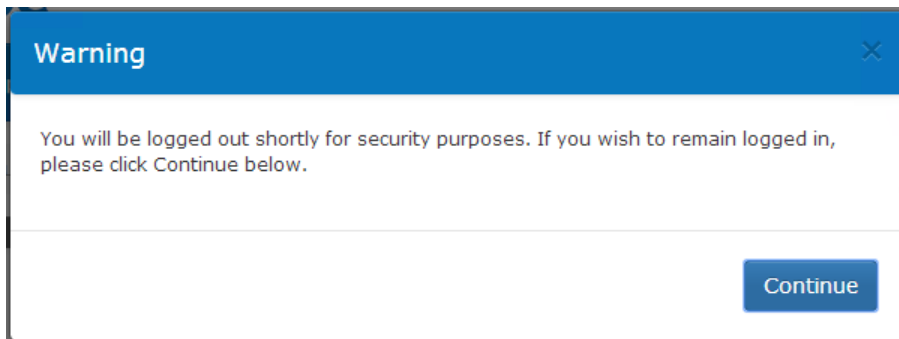 Warning
You will be logged out shortly for security purposes. If you wish to remain logged in,
please click Continue below.
Continue